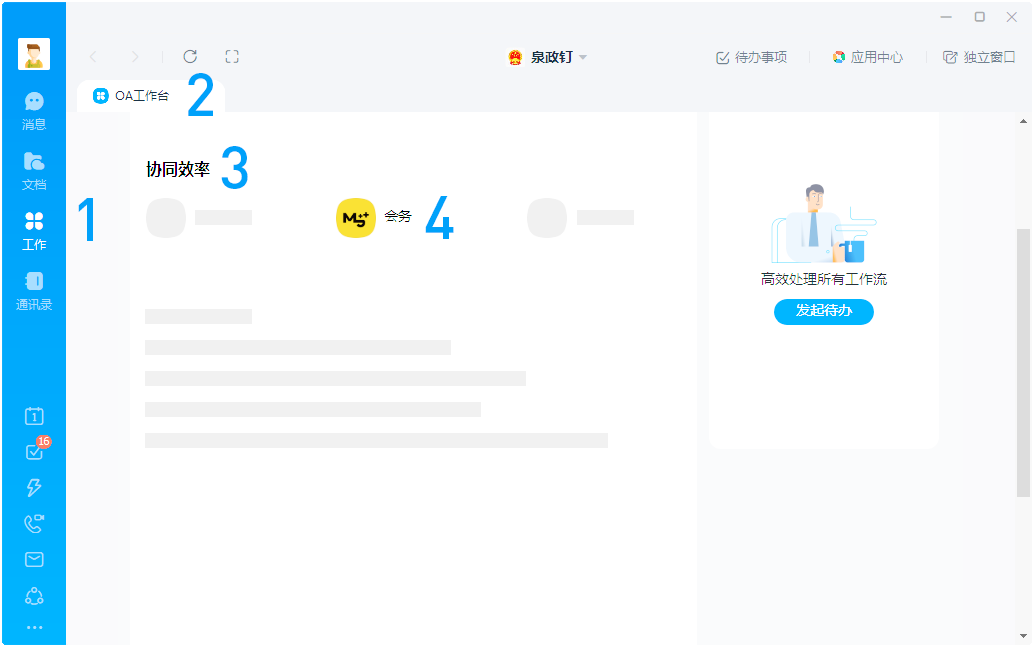 泉政钉
待办事项
应用中心
独立窗口
OA工作台
2
消息
文档
工作
通讯录
1
16
1
协同效率
3
M5++
会务
4
高效处理所有工作流
发起待办